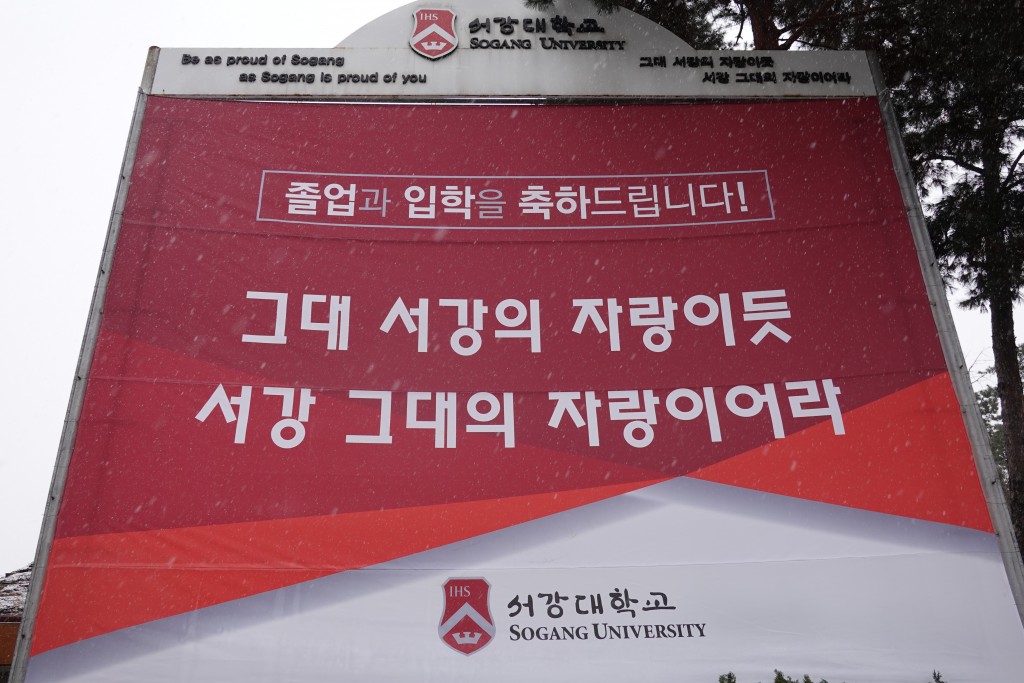 IHS
서강대학교
SOGANG UNIVERSITY
Be as proud of Sogang
as Sogang is proud of you
그대 서강의 자랑이듯
서강 그대의 자랑이어라
졸업과 입학을 축하드립니다!
그대 서강의 자랑이듯
서강 그대의 자랑이어라
IHS
서강대학교
SOGANG UNIVERSITY